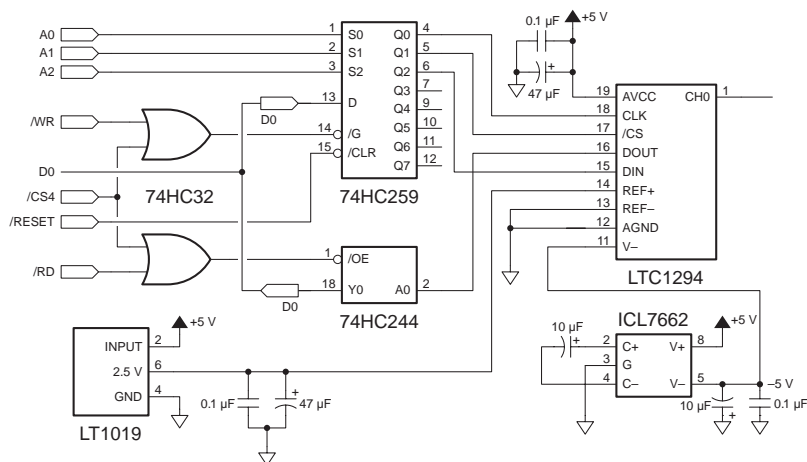 A0
A1
A2
/WR
D0
/CS4
/RESET
/RD
74HC32
1 S0 Q0 4
2 S1 Q1 5
3 S2 Q2 6
Q3 7
13 D Q4 9
D0
Q5 10
14 /G Q6 11
15 /CLR Q7 12
74HC259
1 /OE
18 Y0 A0 2
D0
74HC244
0.1 µF
+5 V
+
47 µF
19 AVCC CH0 1
18 CLK
17 /CS
16 DOUT
15 DIN
14 REF+
13 REF–
12 AGND
11 V–
LTC1294
+5 V
INPUT 2
2.5 V 6
GND 4
LT1019
0.1 µF
+
47 µF
ICL7662
10 µF
+
2 C+ V+ 8
+5 V
3 G
4 C– V– 5
–5 V
10 µF
+
0.1 µF